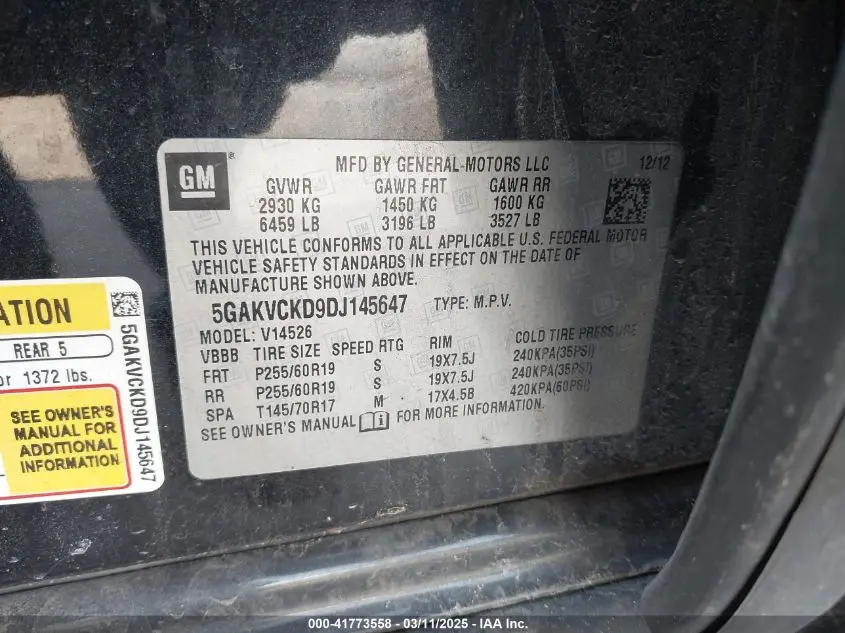 GM
®
MFD BY GENERAL MOTORS LLC 12/12
GVWR GAWR FRT GAWR RR
2930 KG 1450 KG 1600 KG
6459 LB 3196 LB 3527 LB
THIS VEHICLE CONFORMS TO ALL APPLICABLE U.S. FEDERAL MOTOR
VEHICLE SAFETY STANDARDS IN EFFECT ON THE DATE OF
MANUFACTURE SHOWN ABOVE.
5GAKVCKD9DJ145647 TYPE: M.P.V.
MODEL: V14526
VBBB TIRE SIZE SPEED RTG RIM COLD TIRE PRESSURE
FRT P255/60R19 S 19X7.5J 240KPA(35PSI)
RR P255/60R19 S 19X7.5J 240KPA(35PSI)
SPA T145/70R17 M 17X4.5B 420KPA(60PSI)
SEE OWNER'S MANUAL FOR MORE INFORMATION.
ATION
REAR 5
or 1372 lbs.
SEE OWNER'S
MANUAL FOR
ADDITIONAL
INFORMATION
5GAKVCKD9DJ145647
000-41773558 - 03/11/2025 - IAA, Inc.